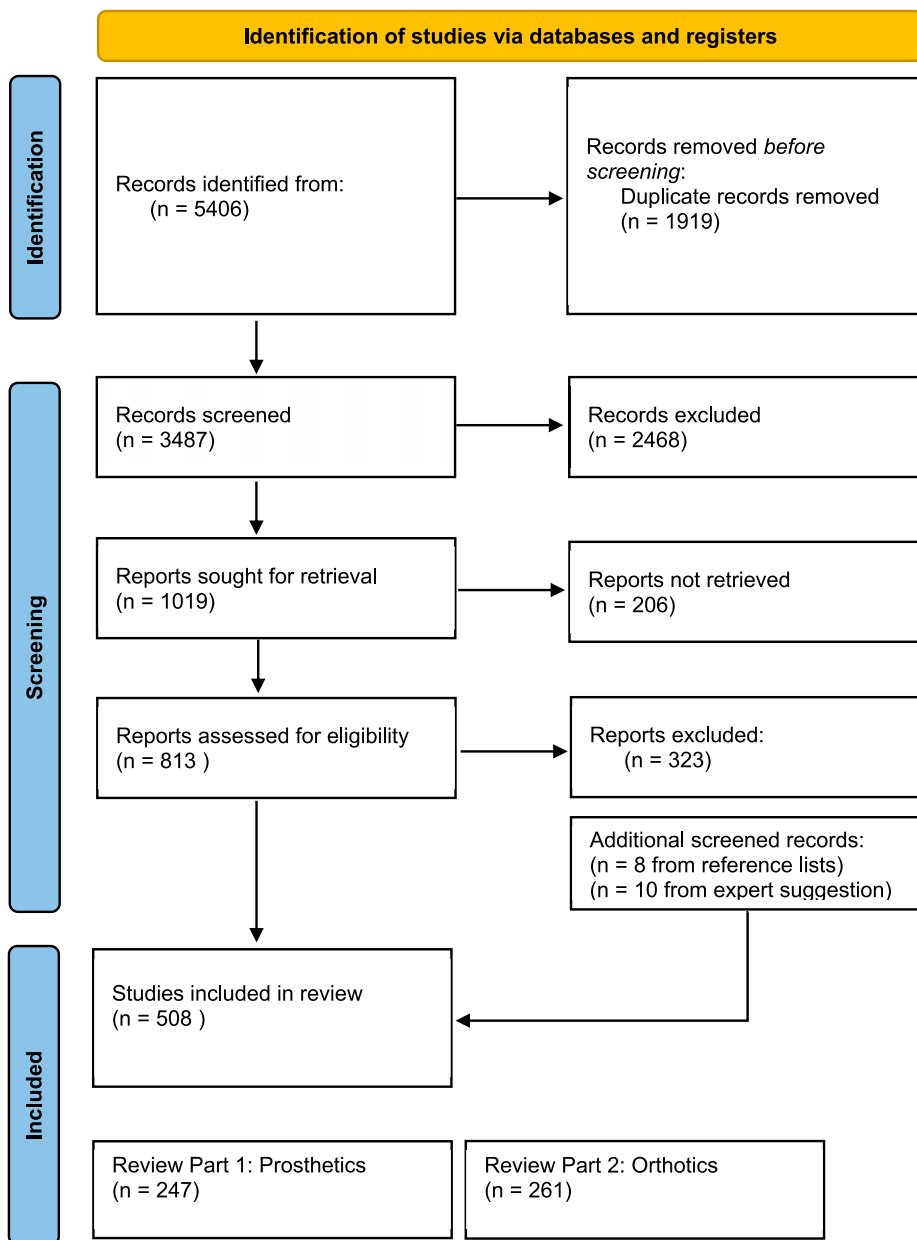 Identification of studies via databases and registers
Identification
Records identified from:
(n = 5406)
Records removed before
screening:
Duplicate records removed
(n = 1919)
Screening
Records screened
(n = 3487)
Records excluded
(n = 2468)
Reports sought for retrieval
(n = 1019)
Reports not retrieved
(n = 206)
Reports assessed for eligibility
(n = 813 )
Reports excluded:
(n = 323)
Additional screened records:
(n = 8 from reference lists)
(n = 10 from expert suggestion)
Included
Studies included in review
(n = 508 )
Review Part 1: Prosthetics
(n = 247)
Review Part 2: Orthotics
(n = 261)